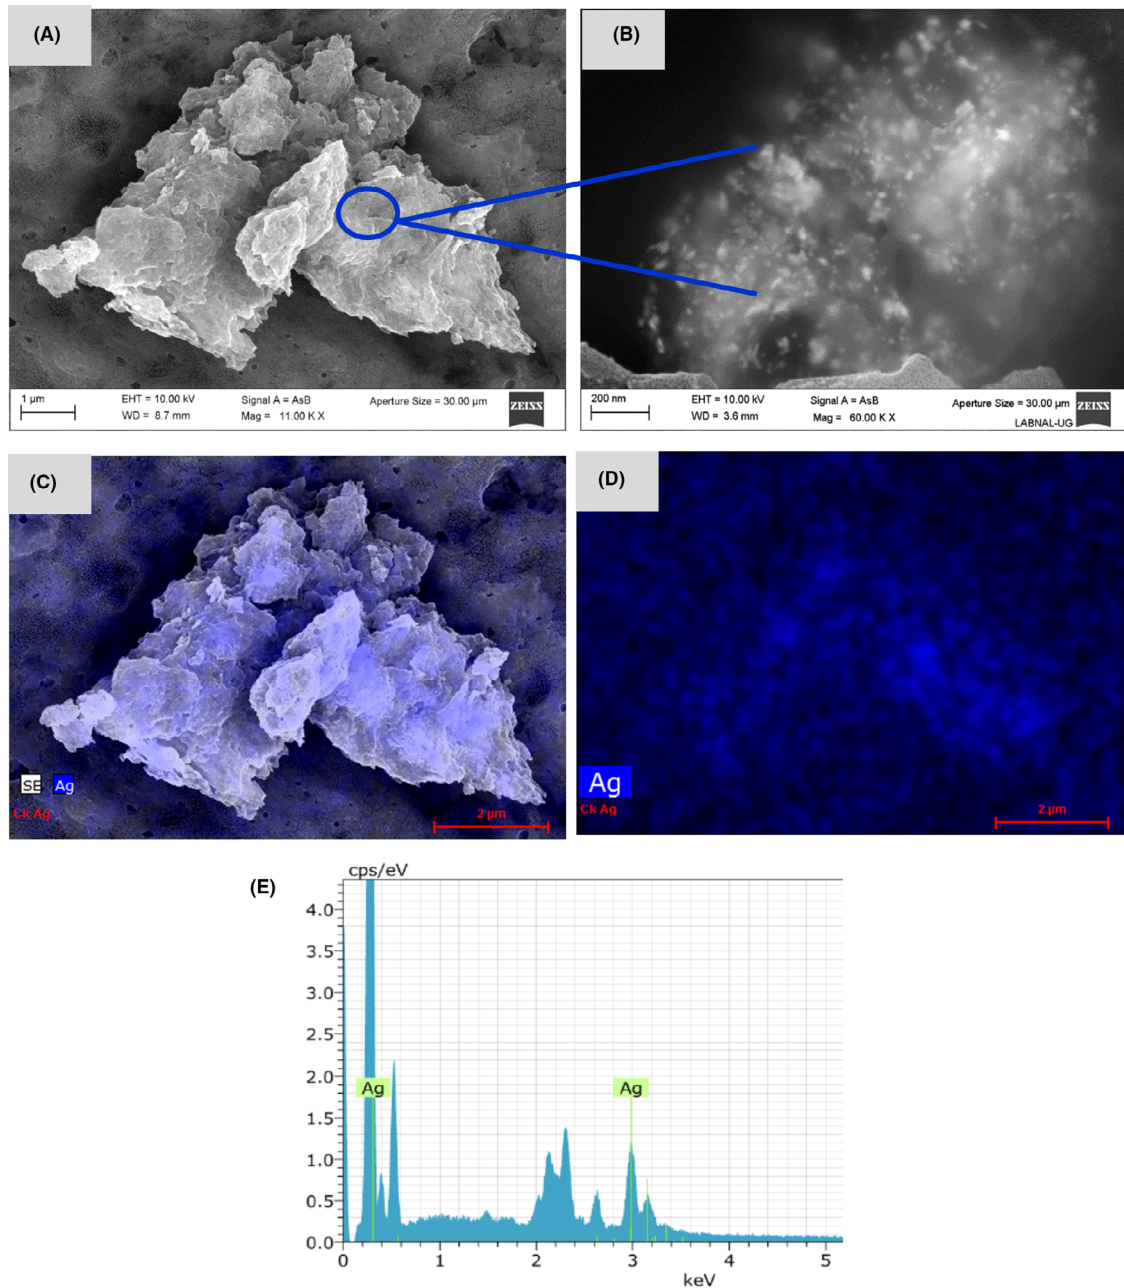 (A)
(B)
1 µm
EHT = 10.00 kV
Signal A = AsB
Aperture Size = 30.00 µm
ZEISS
WD = 8.7 mm
Mag = 11.00 K X
200 nm
EHT = 10.00 kV
Signal A = AsB
Aperture Size = 30.00 µm
ZEISS
WD = 3.6 mm
Mag = 60.00 K X
LABNAL-UG
(C)
(D)
SE Ag
Ck Ag
2 µm
Ag
Ck Ag
2 µm
(E)
cps/eV
4.0
3.5
3.0
2.5
2.0
Ag
Ag
1.5
1.0
0.5
0.0
0 1 2 3 4 5
keV